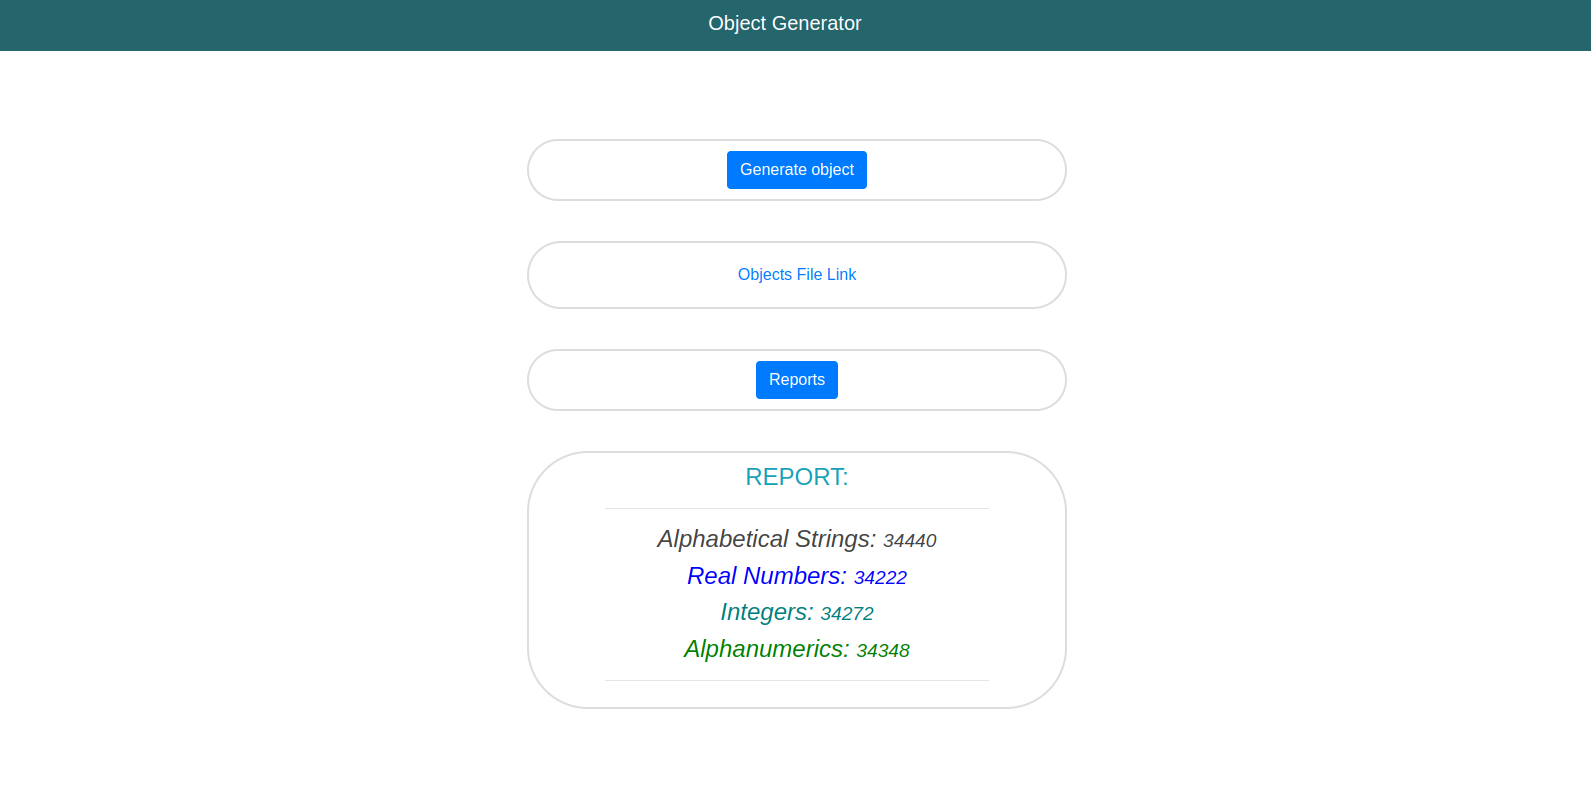 Object Generator
Generate object
Objects File Link
Reports
REPORT:
Alphabetical Strings: 34440
Real Numbers: 34222
Integers: 34272
Alphanumerics: 34348